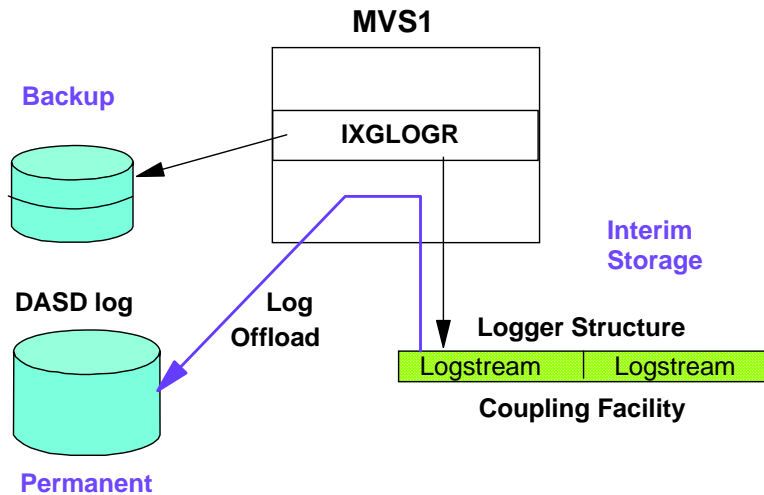 MVS1
Backup
IXGLOGR
Interim
Storage
DASD log
Log
Offload
Logger Structure
Logstream
Logstream
Coupling Facility
Permanent